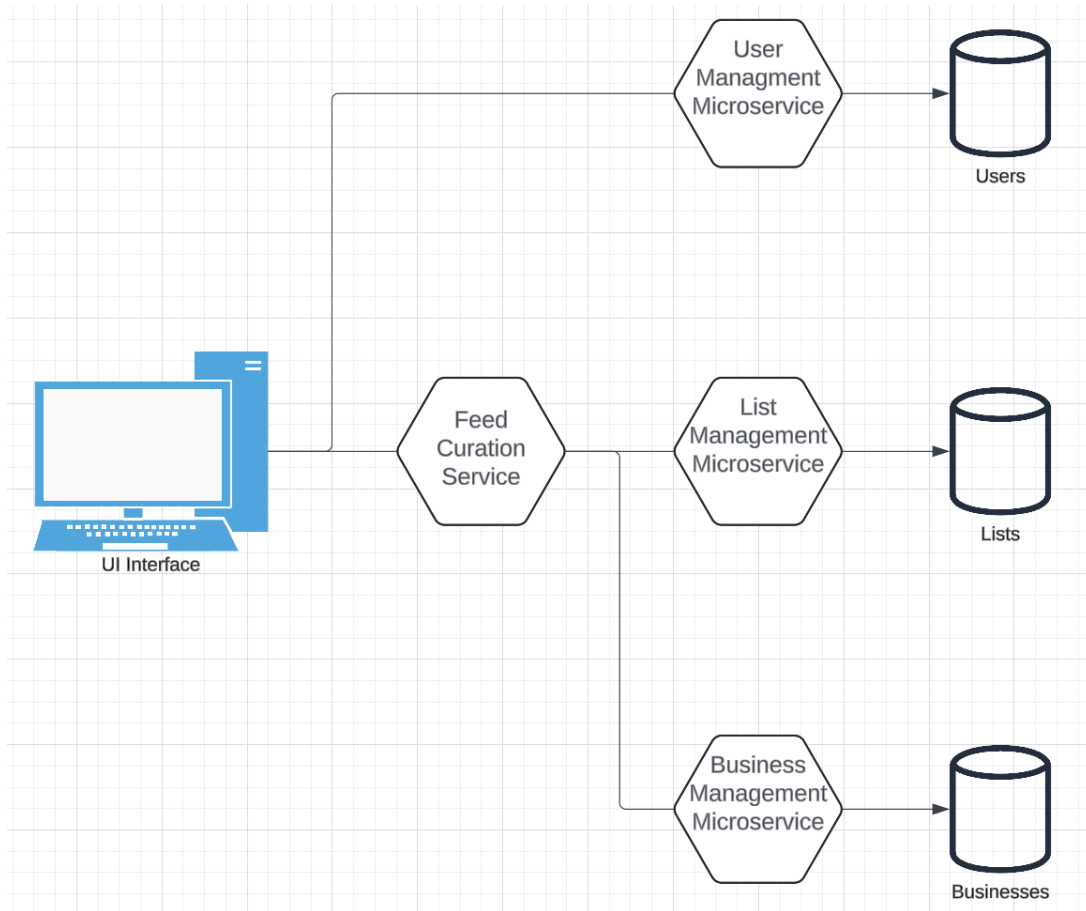 User
Managment
Microservice
Users
Feed
Curation
Service
List
Management
Microservice
Lists
UI Interface
Business
Management
Microservice
Businesses